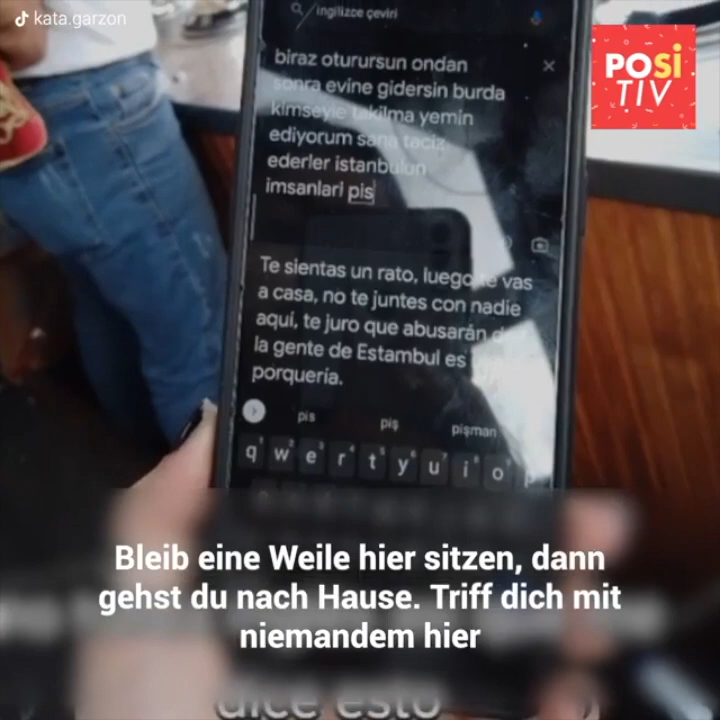 kata.garzon
ingilizce çeviri
biraz oturursun ondan
sonra evine gidersin burda
kimseyle takilma yemin
ediyorum sana taciz
ederler istanbulun
imsanlari pis
Te sientas un rato, luego te vas
a casa, no te juntes con nadie
aquí, te juro que abusarán
la gente de Estambul es
porquería.
pis piş pişman
q w e r t y u i o
POSi
TIV
Bleib eine Weile hier sitzen, dann
gehst du nach Hause. Triff dich mit
niemandem hier
dice esto